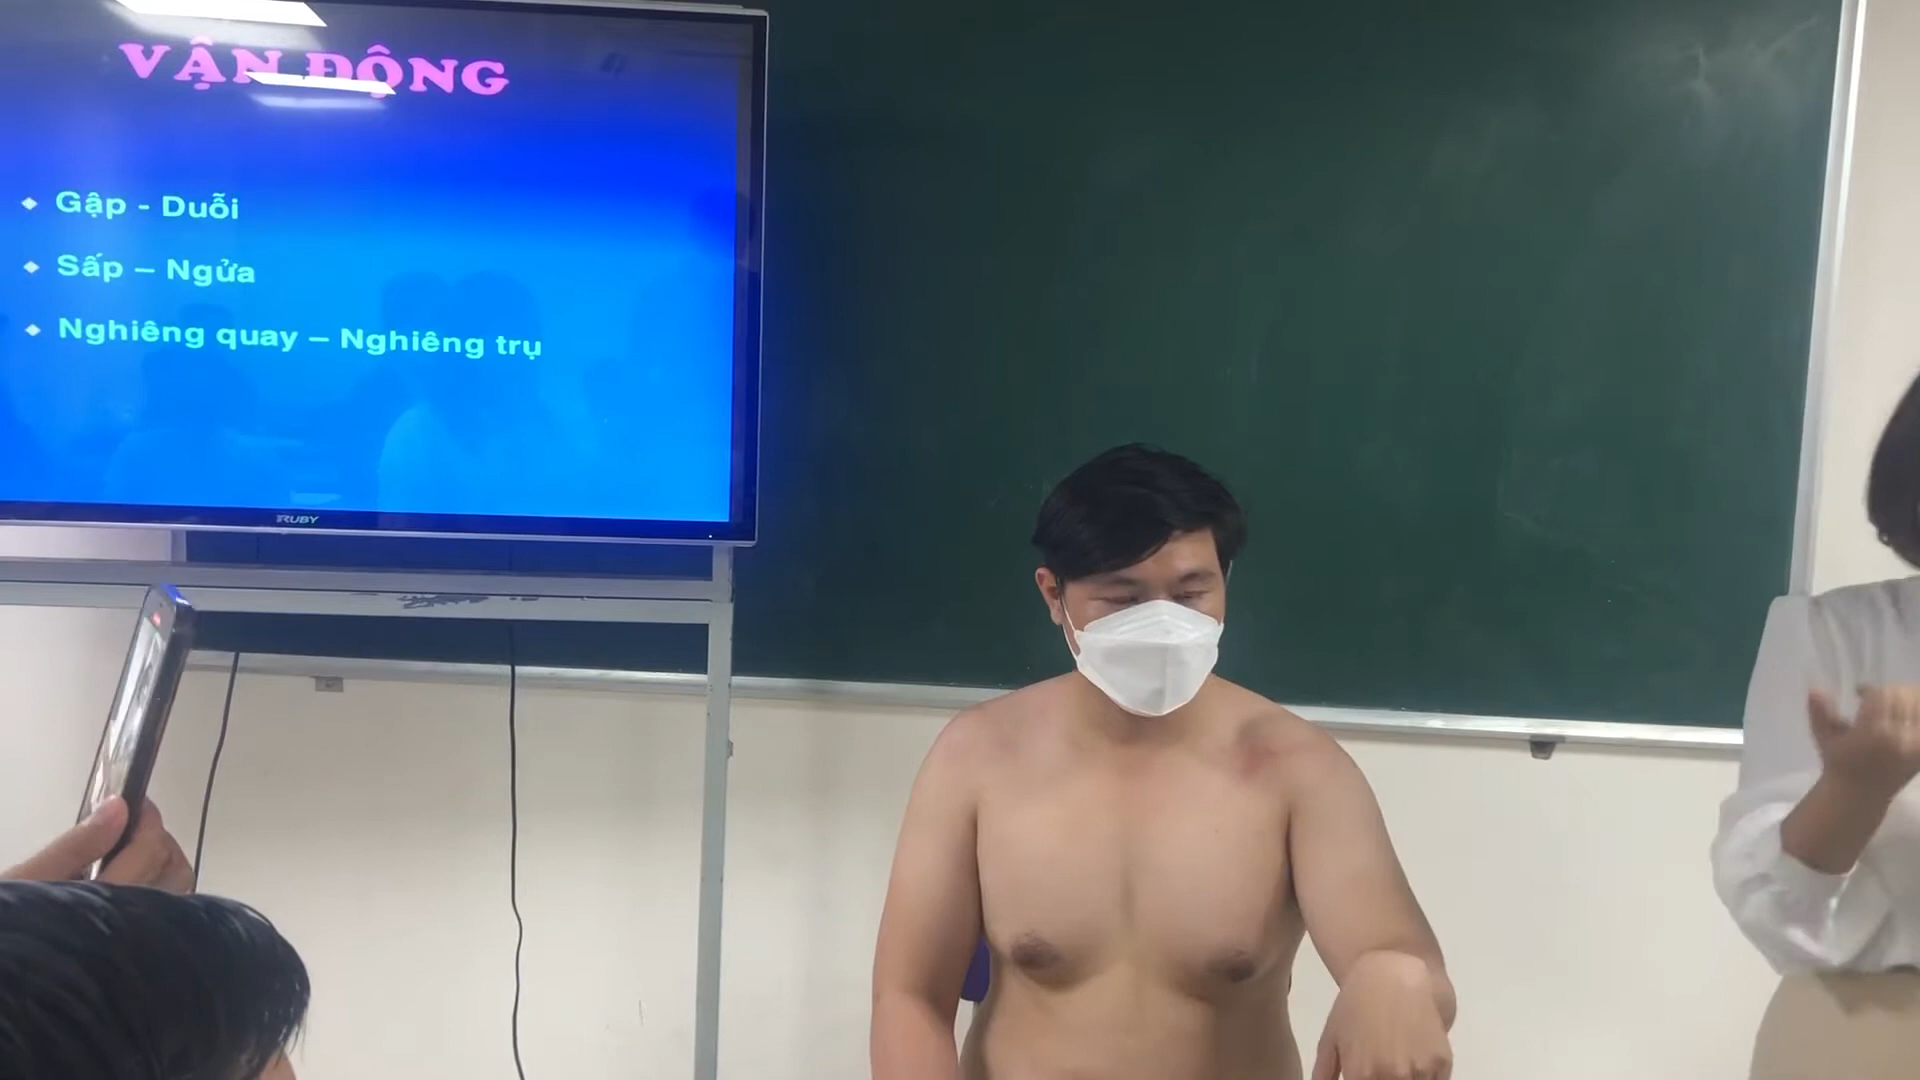 VẬN ĐỘNG
Gập - Duỗi
Sấp – Ngửa
Nghiêng quay – Nghiêng trụ
RUBY